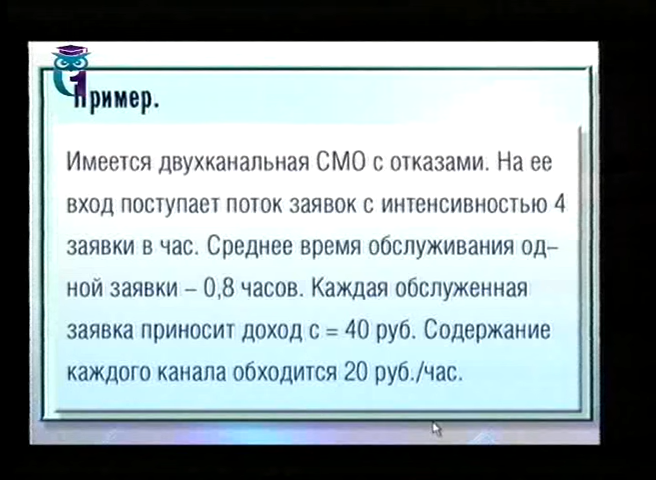 Пример.
Имеется двухканальная СМО с отказами. На ее
вход поступает поток заявок с интенсивностью 4
заявки в час. Среднее время обслуживания од–
ной заявки – 0,8 часов. Каждая обслуженная
заявка приносит доход с = 40 руб. Содержание
каждого канала обходится 20 руб./час.